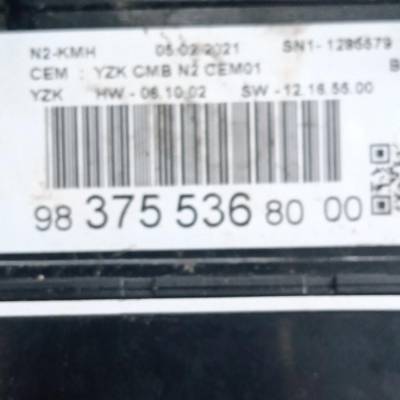 N2-KMH 05-02-2021 SN1-1295579
CEM : YZK CMB N2 CEM01
YZK HW-06.10.02 SW-12.16.55.00
98 375 536 80 00